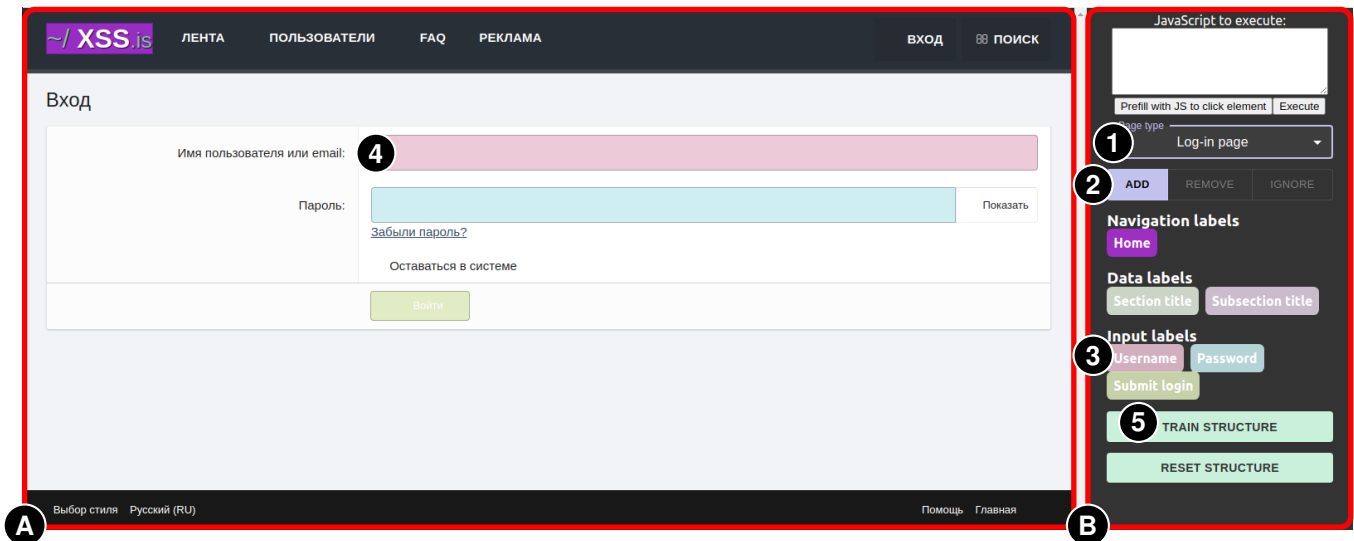 ~/ XSS.is ЛЕНТА ПОЛЬЗОВАТЕЛИ FAQ РЕКЛАМА ВХОД ПОИСК
Вход
Имя пользователя или email: 4
Пароль: Показать
Забыли пароль?
Оставаться в системе
Войти
Выбор стиля Русский (RU) Помощь Главная
A
JavaScript to execute:
Prefill with JS to click element Execute
Page type
1 Log-in page
2 ADD REMOVE IGNORE
Navigation labels
Home
Data labels
Section title Subsection title
Input labels
3 Username Password
Submit login
5 TRAIN STRUCTURE
RESET STRUCTURE
B